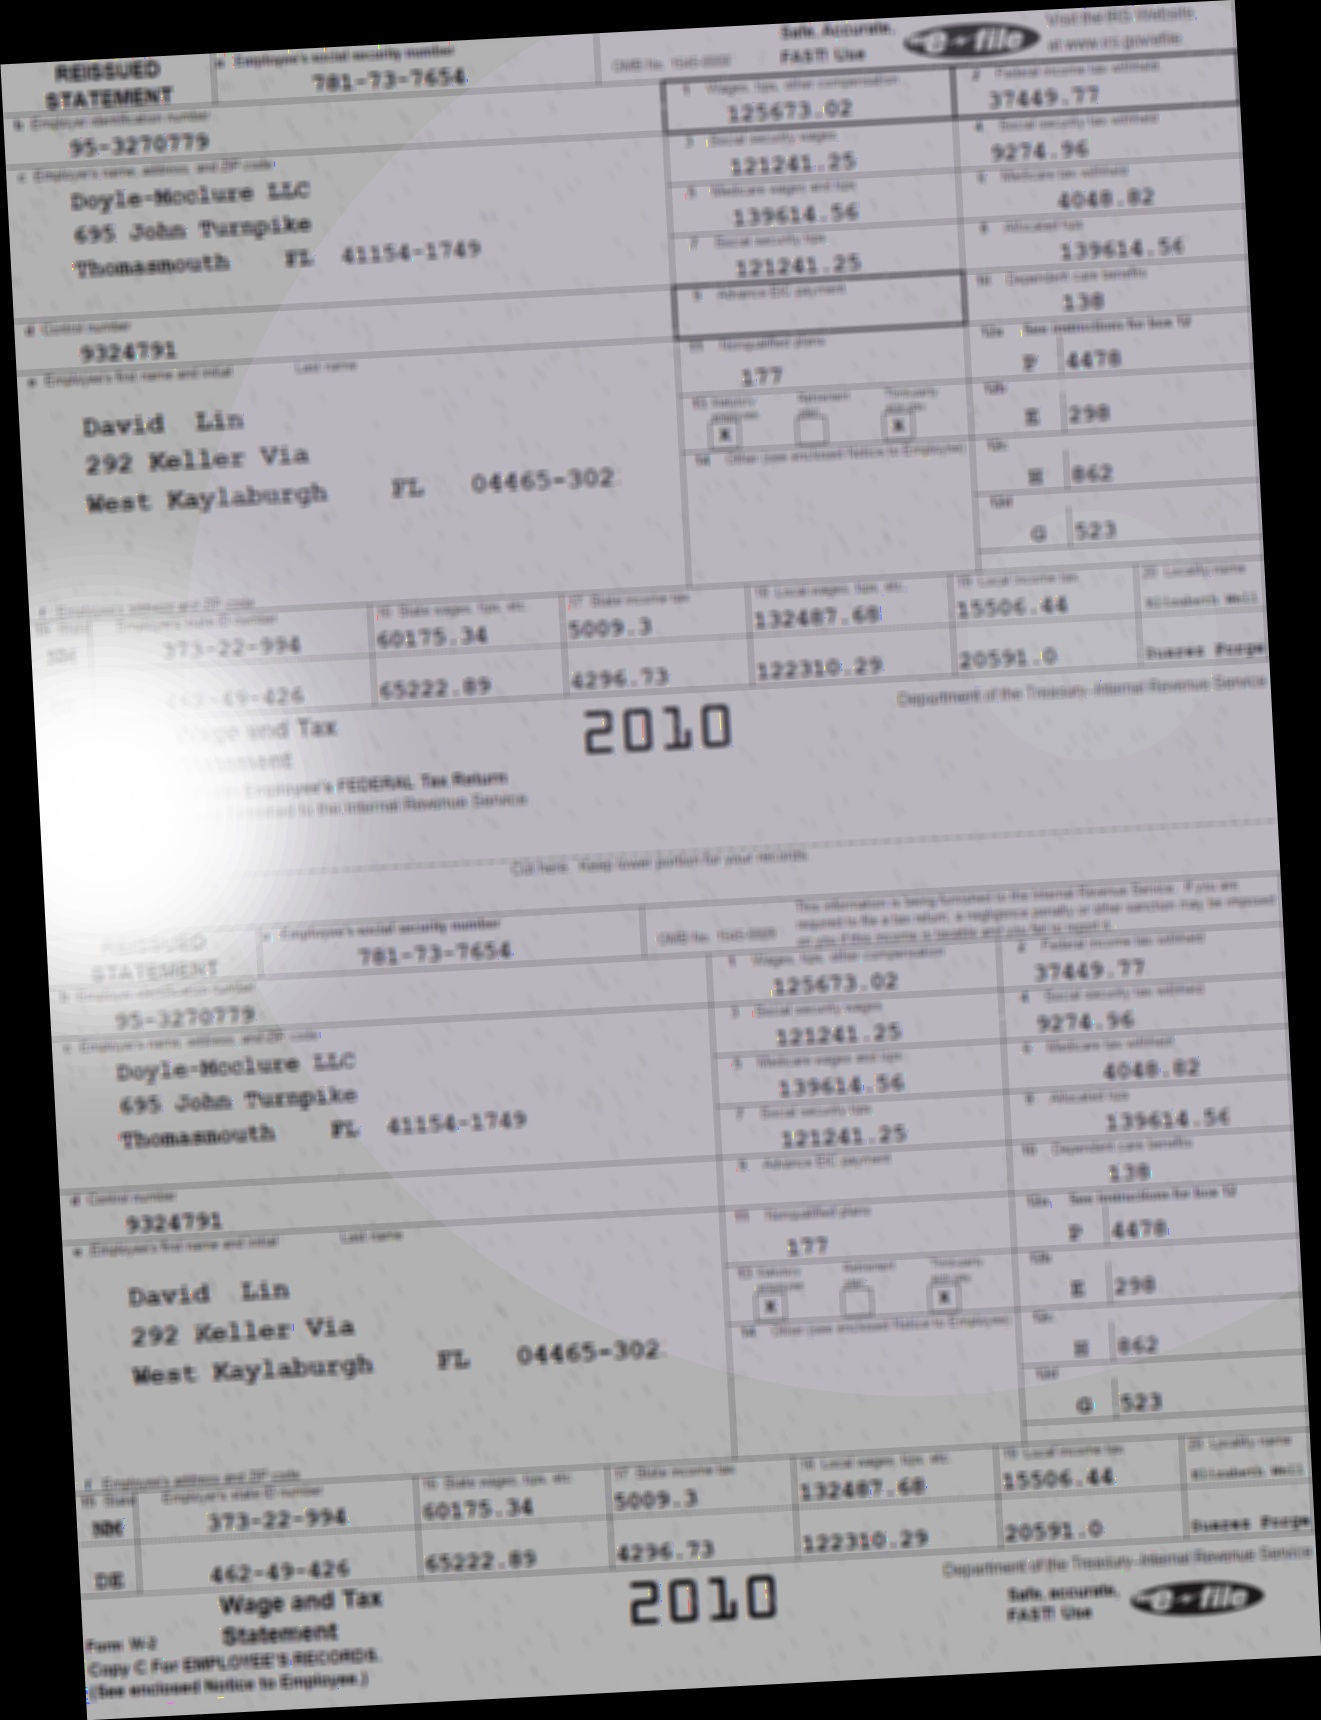 REISSUED STATEMENT
a Employee's social security number
781-73-7654
OMB No. 1545-0008
Safe, Accurate, FAST! Use
e-file
Visit the IRS Website at www.irs.gov/efile.
b Employer identification number
95-3270779
1 Wages, tips, other compensation
125673.02
2 Federal income tax withheld
37449.77
3 Social security wages
121241.25
4 Social security tax withheld
9274.96
c Employer's name, address, and ZIP code
Doyle-Mcclure LLC
695 John Turnpike
Thomasmouth FL 41154-1749
5 Medicare wages and tips
139614.56
6 Medicare tax withheld
4048.82
7 Social security tips
121241.25
8 Allocated tips
139614.56
9 Advance EIC payment
10 Dependent care benefits
138
d Control number
9324791
11 Nonqualified plans
177
12a See instructions for box 12
P 4478
12b
E 298
12c
H 862
12d
G 523
e Employee's first name and initial Last name
David Lin
292 Keller Via
West Kaylaburgh FL 04465-302
13 Statutory employee X
Retirement plan
Third-party sick pay X
14 Other (see enclosed Notice to Employee)
f Employee's address and ZIP code
15 State Employer's state ID number
16 State wages, tips, etc.
17 State income tax
18 Local wages, tips, etc.
19 Local income tax
20 Locality name
373-22-994 60175.34 5009.3 132487.68 15506.44 Elizabeth Well
462-49-426 65222.89 4296.73 122310.29 20591.0 Suarez Forge
Wage and Tax
Statement
2010
Department of the Treasury-Internal Revenue Service
Employee's FEDERAL Tax Return
to the Internal Revenue Service
Cut here. Keep lower portion for your records.
REISSUED STATEMENT
a Employee's social security number
781-73-7654
OMB No. 1545-0008
This information is being furnished to the Internal Revenue Service. If you are
required to file a tax return, a negligence penalty or other sanction may be imposed
on you if this income is taxable and you fail to report it.
b Employer identification number
95-3270779
1 Wages, tips, other compensation
125673.02
2 Federal income tax withheld
37449.77
3 Social security wages
121241.25
4 Social security tax withheld
9274.96
c Employer's name, address, and ZIP code
Doyle-Mcclure LLC
695 John Turnpike
Thomasmouth FL 41154-1749
5 Medicare wages and tips
139614.56
6 Medicare tax withheld
4048.82
7 Social security tips
121241.25
8 Allocated tips
139614.56
9 Advance EIC payment
10 Dependent care benefits
138
d Control number
9324791
11 Nonqualified plans
177
12a See instructions for box 12
P 4478
12b
E 298
12c
H 862
12d
G 523
e Employee's first name and initial Last name
David Lin
292 Keller Via
West Kaylaburgh FL 04465-302
13 Statutory employee X
Retirement plan
Third-party sick pay X
14 Other (see enclosed Notice to Employee)
f Employee's address and ZIP code
15 State Employer's state ID number
16 State wages, tips, etc.
17 State income tax
18 Local wages, tips, etc.
19 Local income tax
20 Locality name
373-22-994 60175.34 5009.3 132487.68 15506.44 Elizabeth Well
DE 462-49-426 65222.89 4296.73 122310.29 20591.0 Suarez Forge
Form W-2
Wage and Tax
Statement
2010
Department of the Treasury-Internal Revenue Service
Safe, accurate, FAST! Use
e-file
Copy C For EMPLOYEE'S RECORDS.
(See enclosed Notice to Employee.)